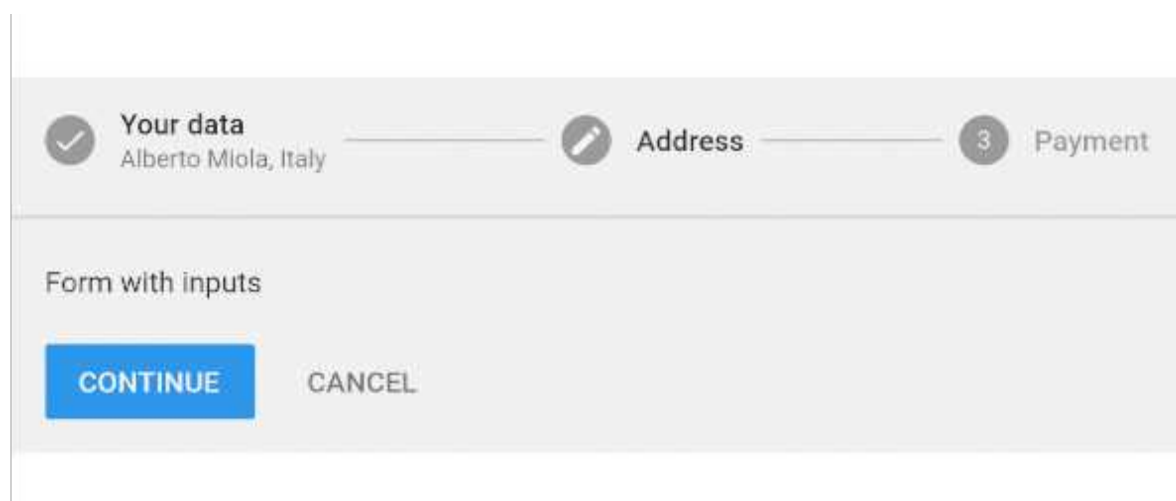 Your data
Alberto Miola, Italy
Address
3
Payment
Form with inputs
CONTINUE
CANCEL